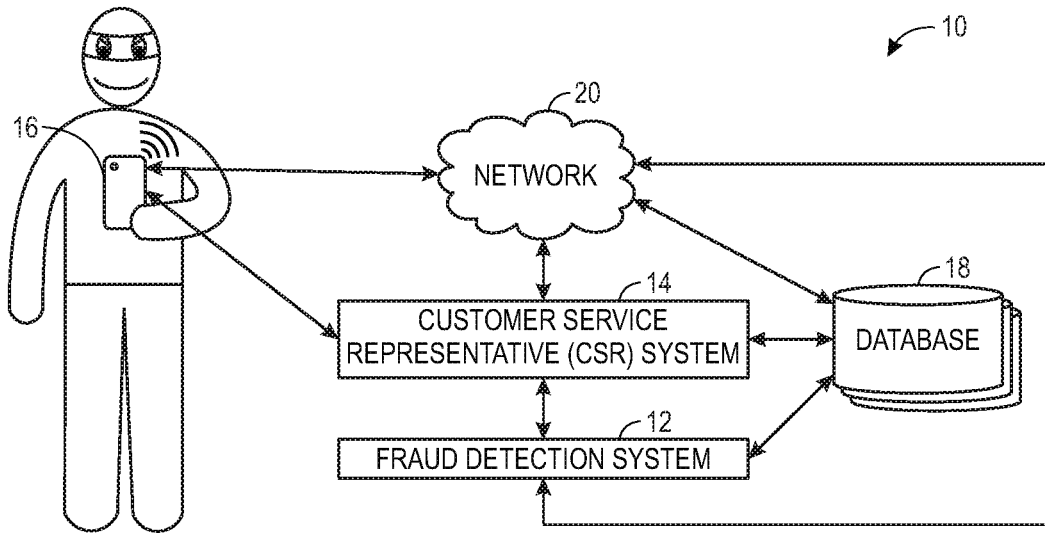 10
20
16
NETWORK
14
18
CUSTOMER SERVICE
REPRESENTATIVE (CSR) SYSTEM
DATABASE
12
FRAUD DETECTION SYSTEM